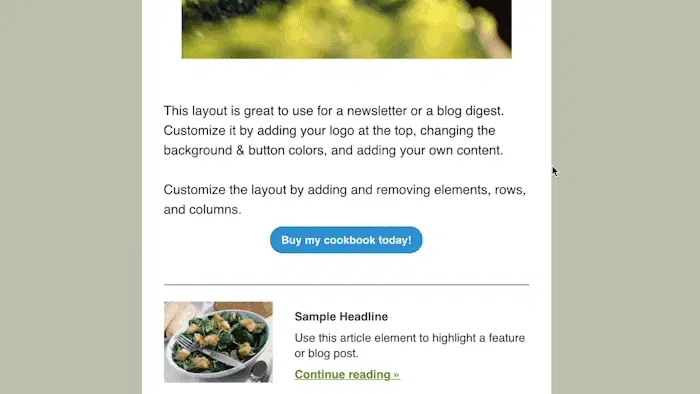 This layout is great to use for a newsletter or a blog digest.
Customize it by adding your logo at the top, changing the
background & button colors, and adding your own content.
Customize the layout by adding and removing elements, rows,
and columns.
Buy my cookbook today!
Sample Headline
Use this article element to highlight a feature
or blog post.
Continue reading »